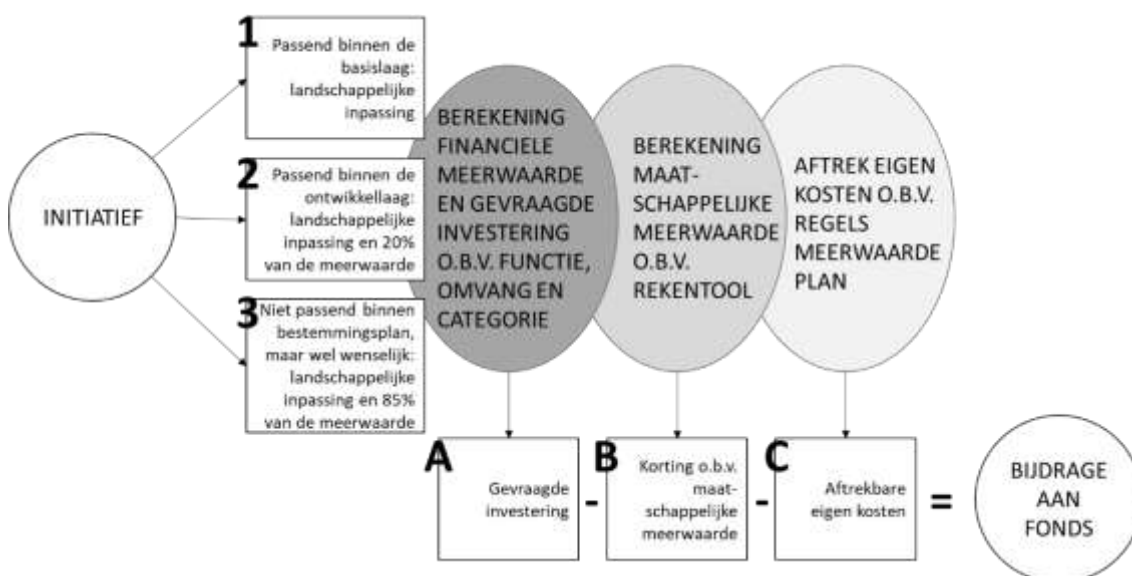 INITIATIEF
1
Passend binnen de
basislaag:
landschappelijke
inpassing
2
Passend binnen de
ontwikkellaag:
landschappelijke
inpassing en 20%
van de meerwaarde
3
Niet passend binnen
bestemmingsplan,
maar wel wenselijk:
landschappelijke
inpassing en 85%
van de meerwaarde
BEREKENING
FINANCIELE
MEERWAARDE
EN GEVRAAGDE
INVESTERING
O.B.V. FUNCTIE,
OMVANG EN
CATEGORIE
BEREKENING
MAAT-
SCHAPPELIJKE
MEERWAARDE
O.B.V.
REKENTOOL
AFTREK EIGEN
KOSTEN O.B.V.
REGELS
MEERWAARDE
PLAN
A
Gevraagde
investering
-
B
Korting o.b.v.
maat-
schappelijke
meerwaarde
-
C
Aftrekbare
eigen kosten
=
BIJDRAGE
AAN
FONDS